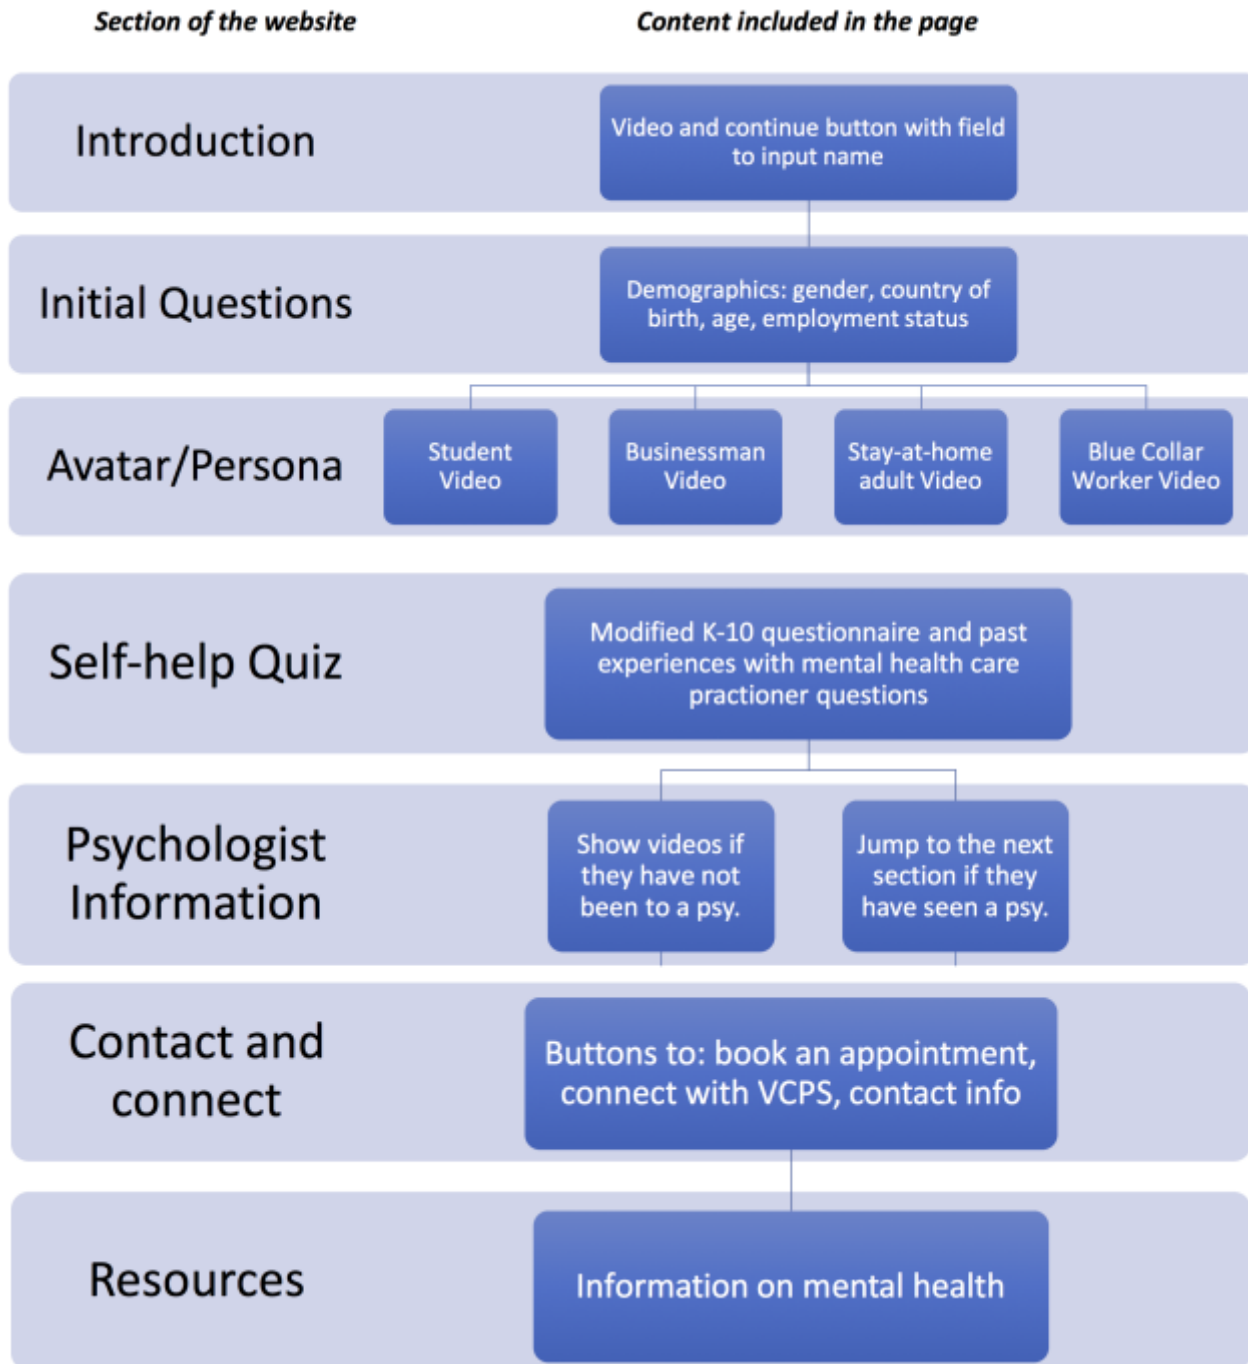 Section of the website
Content included in the page
Introduction
Video and continue button with field
to input name
Initial Questions
Demographics: gender, country of
birth, age, employment status
Avatar/Persona
Student
Video
Businessman
Video
Stay-at-home
adult Video
Blue Collar
Worker Video
Self-help Quiz
Modified K-10 questionnaire and past
experiences with mental health care
practioner questions
Psychologist
Information
Show videos if
they have not
been to a psy.
Jump to the next
section if they
have seen a psy.
Contact and
connect
Buttons to: book an appointment,
connect with VCPS, contact info
Resources
Information on mental health